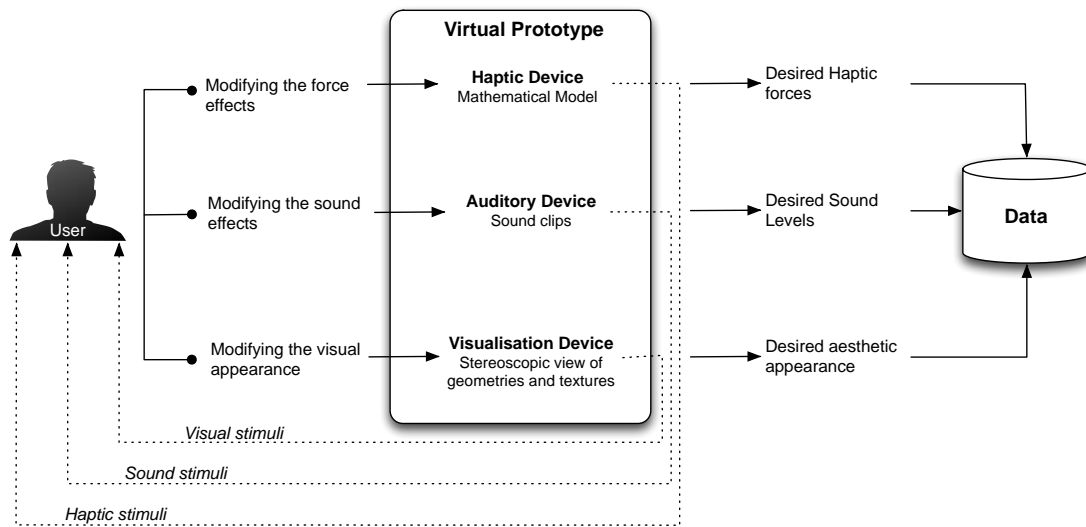 Virtual Prototype
Modifying the force
effects
Haptic Device
Mathematical Model
Desired Haptic
forces
User
Modifying the sound
effects
Auditory Device
Sound clips
Desired Sound
Levels
Data
Modifying the visual
appearance
Visualisation Device
Stereoscopic view of
geometries and textures
Desired aesthetic
appearance
Visual stimuli
Sound stimuli
Haptic stimuli